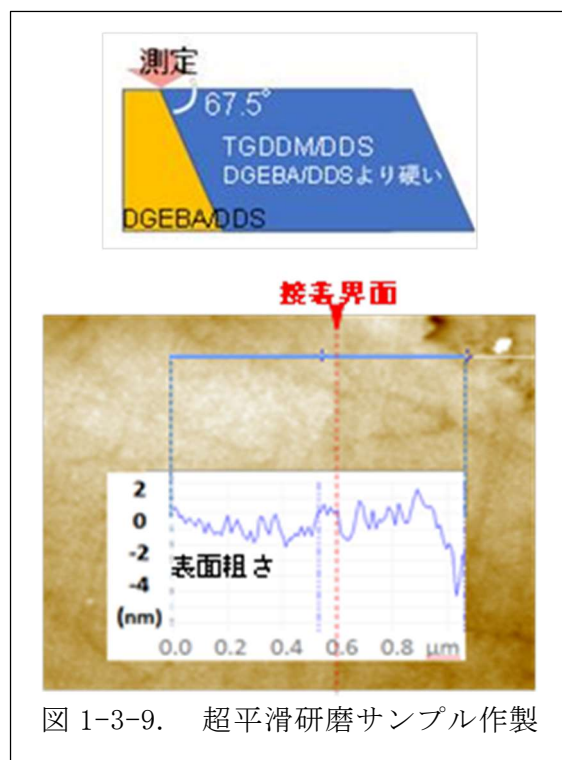 測定
67.5°
TGDDM/DDS
DGEBA/DDSより硬い
DGEBA/DDS
接着界面
2
0
-2
-4
(nm)
表面粗さ
0.0 0.2 0.4 0.6 0.8 μm
図 1-3-9. 超平滑研磨サンプル作製